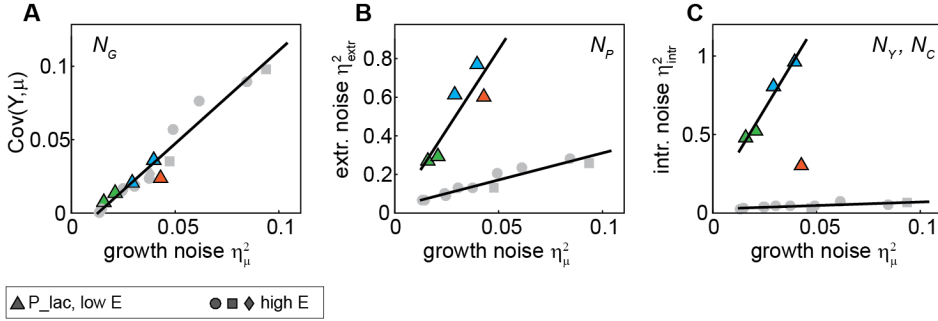 A
N_G
Cov(Y,μ)
0.1
0.05
0
0
0.05
0.1
growth noise η²_μ
B
N_P
extr. noise η²_extr
0.8
0.6
0.4
0.2
0
0
0.05
0.1
growth noise η²_μ
C
N_Y, N_C
intr. noise η²_intr
1
0.5
0
0
0.05
0.1
growth noise η²_μ
P_lac, low E
high E